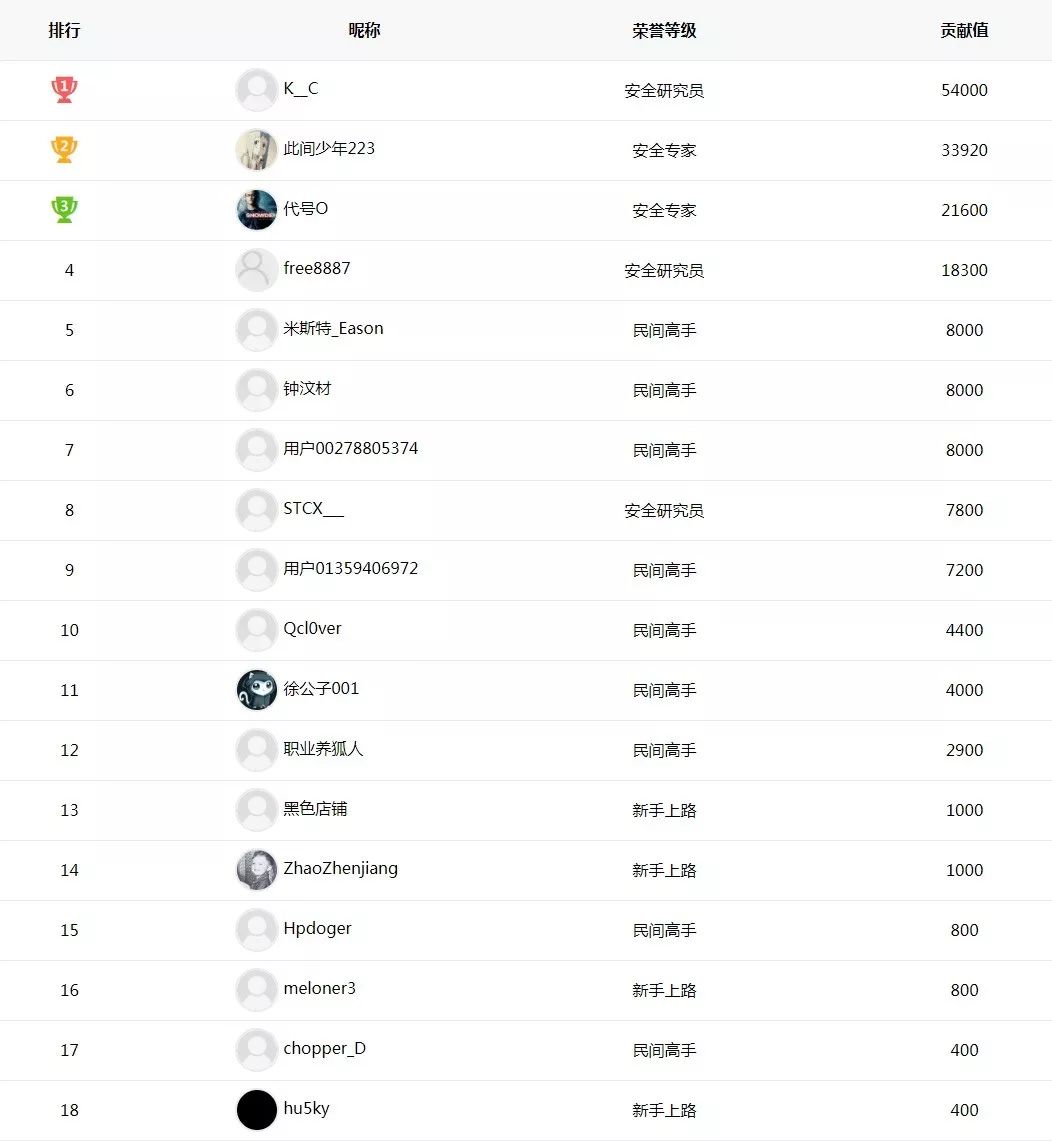 排行 昵称 荣誉等级 贡献值
1 K__C 安全研究员 54000
2 此间少年223 安全专家 33920
3 SNOWDEN 代号O 安全专家 21600
4 free8887 安全研究员 18300
5 米斯特_Eason 民间高手 8000
6 钟汶材 民间高手 8000
7 用户00278805374 民间高手 8000
8 STCX___ 安全研究员 7800
9 用户01359406972 民间高手 7200
10 Qcl0ver 民间高手 4400
11 徐公子001 民间高手 4000
12 职业养狐人 民间高手 2900
13 黑色店铺 新手上路 1000
14 ZhaoZhenjiang 新手上路 1000
15 Hpdoger 民间高手 800
16 meloner3 新手上路 800
17 chopper_D 民间高手 400
18 hu5ky 新手上路 400